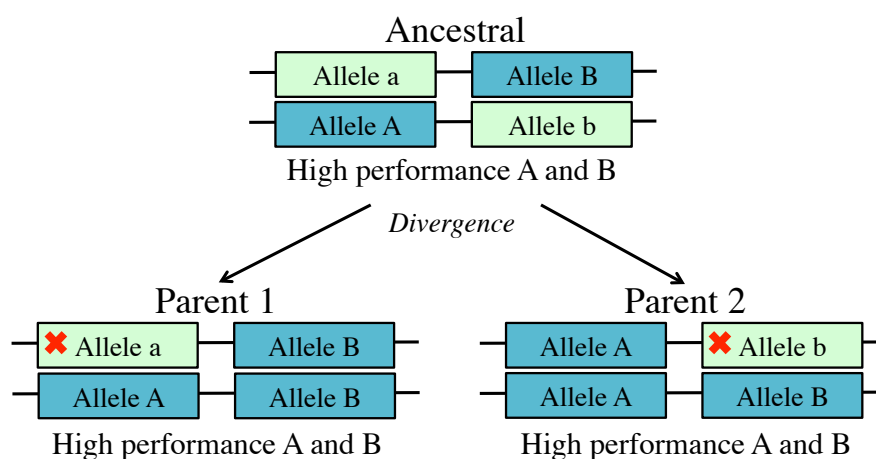 Ancestral
Allele a Allele B
Allele A Allele b
High performance A and B
Divergence
Parent 1 Parent 2
Allele a Allele B Allele A Allele b
Allele A Allele B Allele A Allele B
High performance A and B High performance A and B